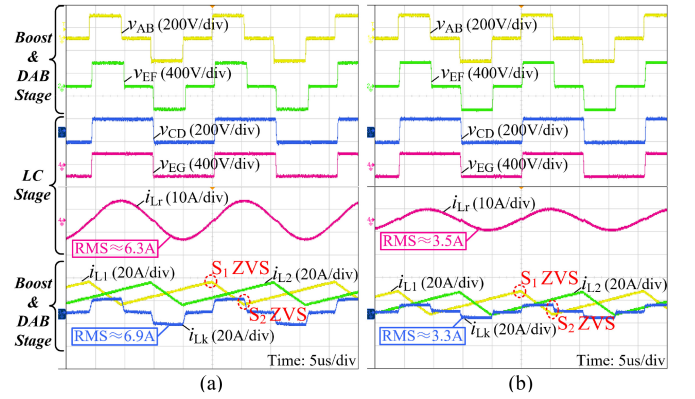 Boost & DAB Stage
LC Stage
Boost & DAB Stage
v_AB (200V/div)
v_EF (400V/div)
v_CD (200V/div)
v_EG (400V/div)
i_Lr (10A/div)
RMS≈6.3A
S1 ZVS
i_L1 (20A/div)
i_L2 (20A/div)
S2 ZVS
RMS≈6.9A
i_Lk (20A/div)
Time: 5us/div
(a)
v_AB (200V/div)
v_EF (400V/div)
v_CD (200V/div)
v_EG (400V/div)
i_Lr (10A/div)
RMS≈3.5A
S1 ZVS
i_L1 (20A/div)
i_L2 (20A/div)
S2 ZVS
RMS≈3.3A
i_Lk (20A/div)
Time: 5us/div
(b)